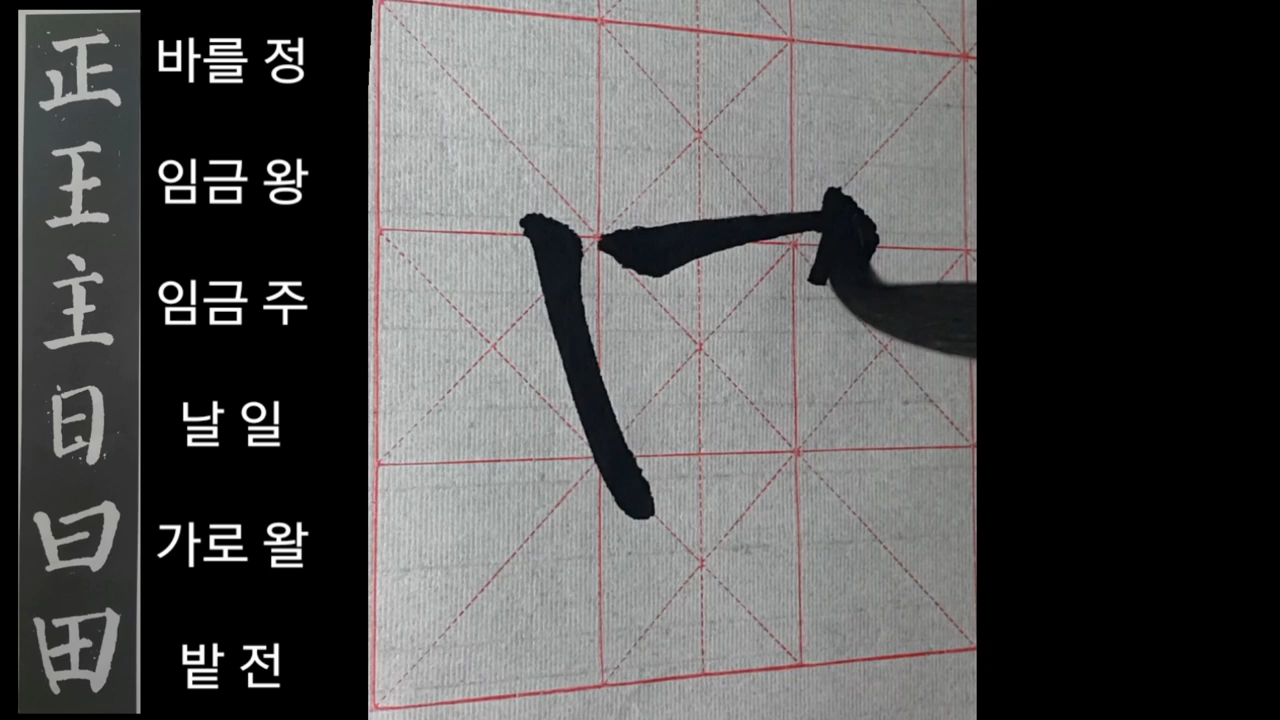 正 바를 정
王 임금 왕
主 임금 주
日 날 일
曰 가로 왈
田 밭 전